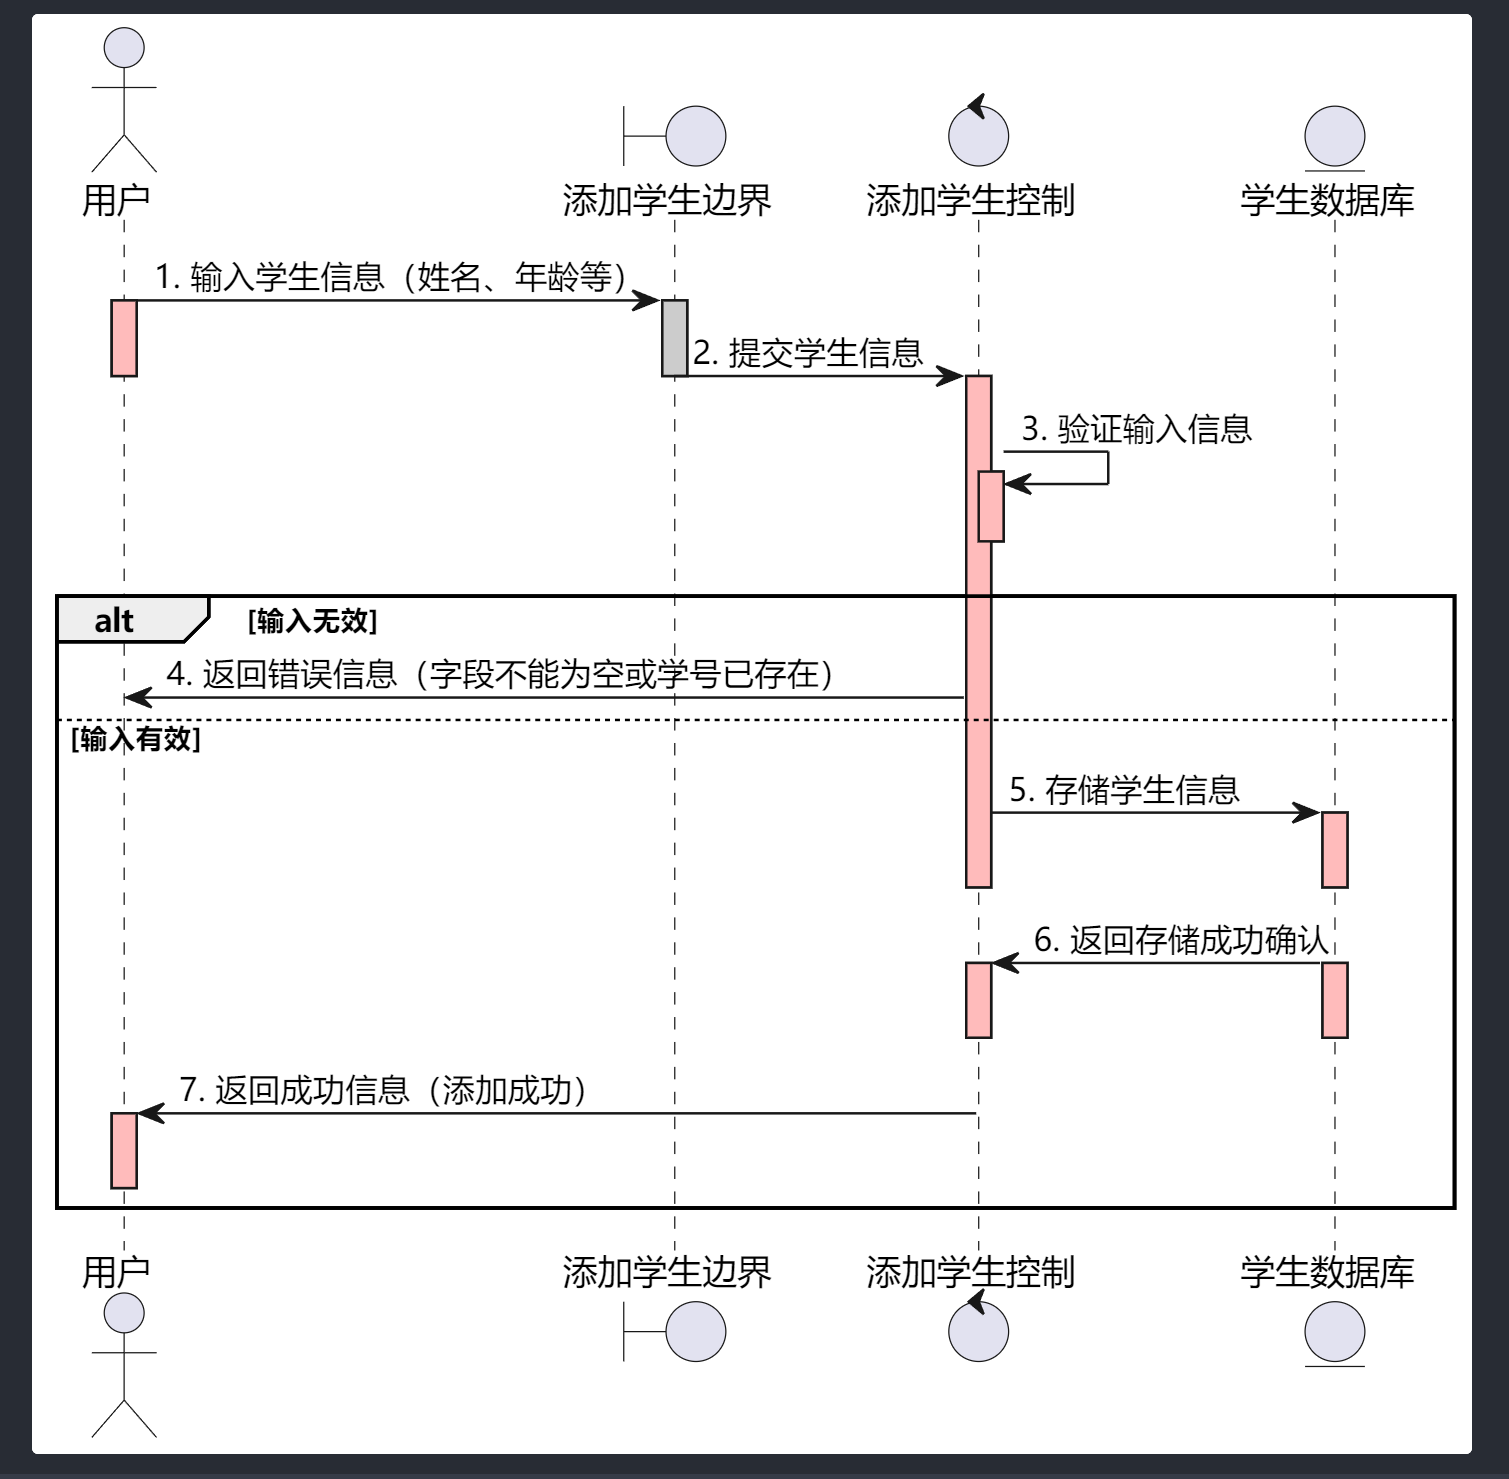 用户
添加学生边界
添加学生控制
学生数据库
1. 输入学生信息（姓名、年龄等）
2. 提交学生信息
3. 验证输入信息
alt
[输入无效]
4. 返回错误信息（字段不能为空或学号已存在）
[输入有效]
5. 存储学生信息
6. 返回存储成功确认
7. 返回成功信息（添加成功）
用户
添加学生边界
添加学生控制
学生数据库